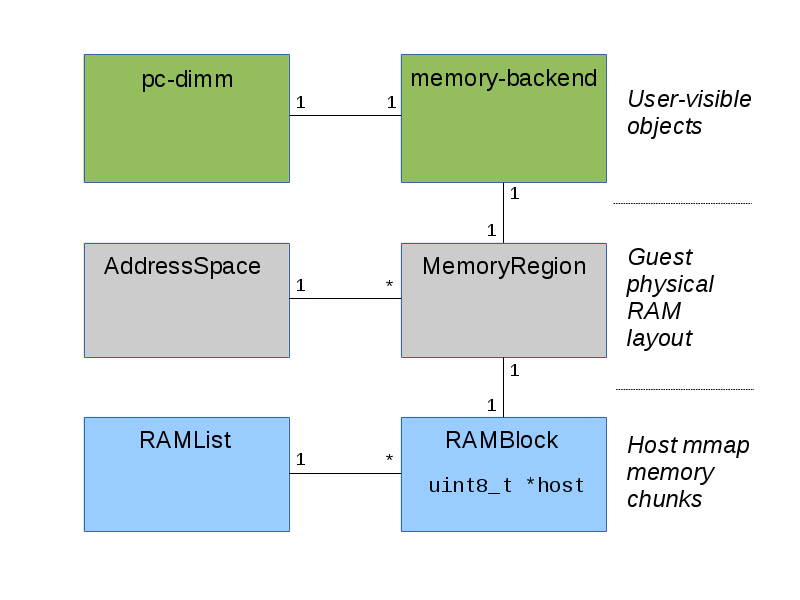 pc-dimm
1
1
memory-backend
User-visible
objects
1
1
AddressSpace
1
*
MemoryRegion
Guest
physical
RAM
layout
1
1
RAMList
1
*
RAMBlock
uint8_t *host
Host mmap
memory
chunks